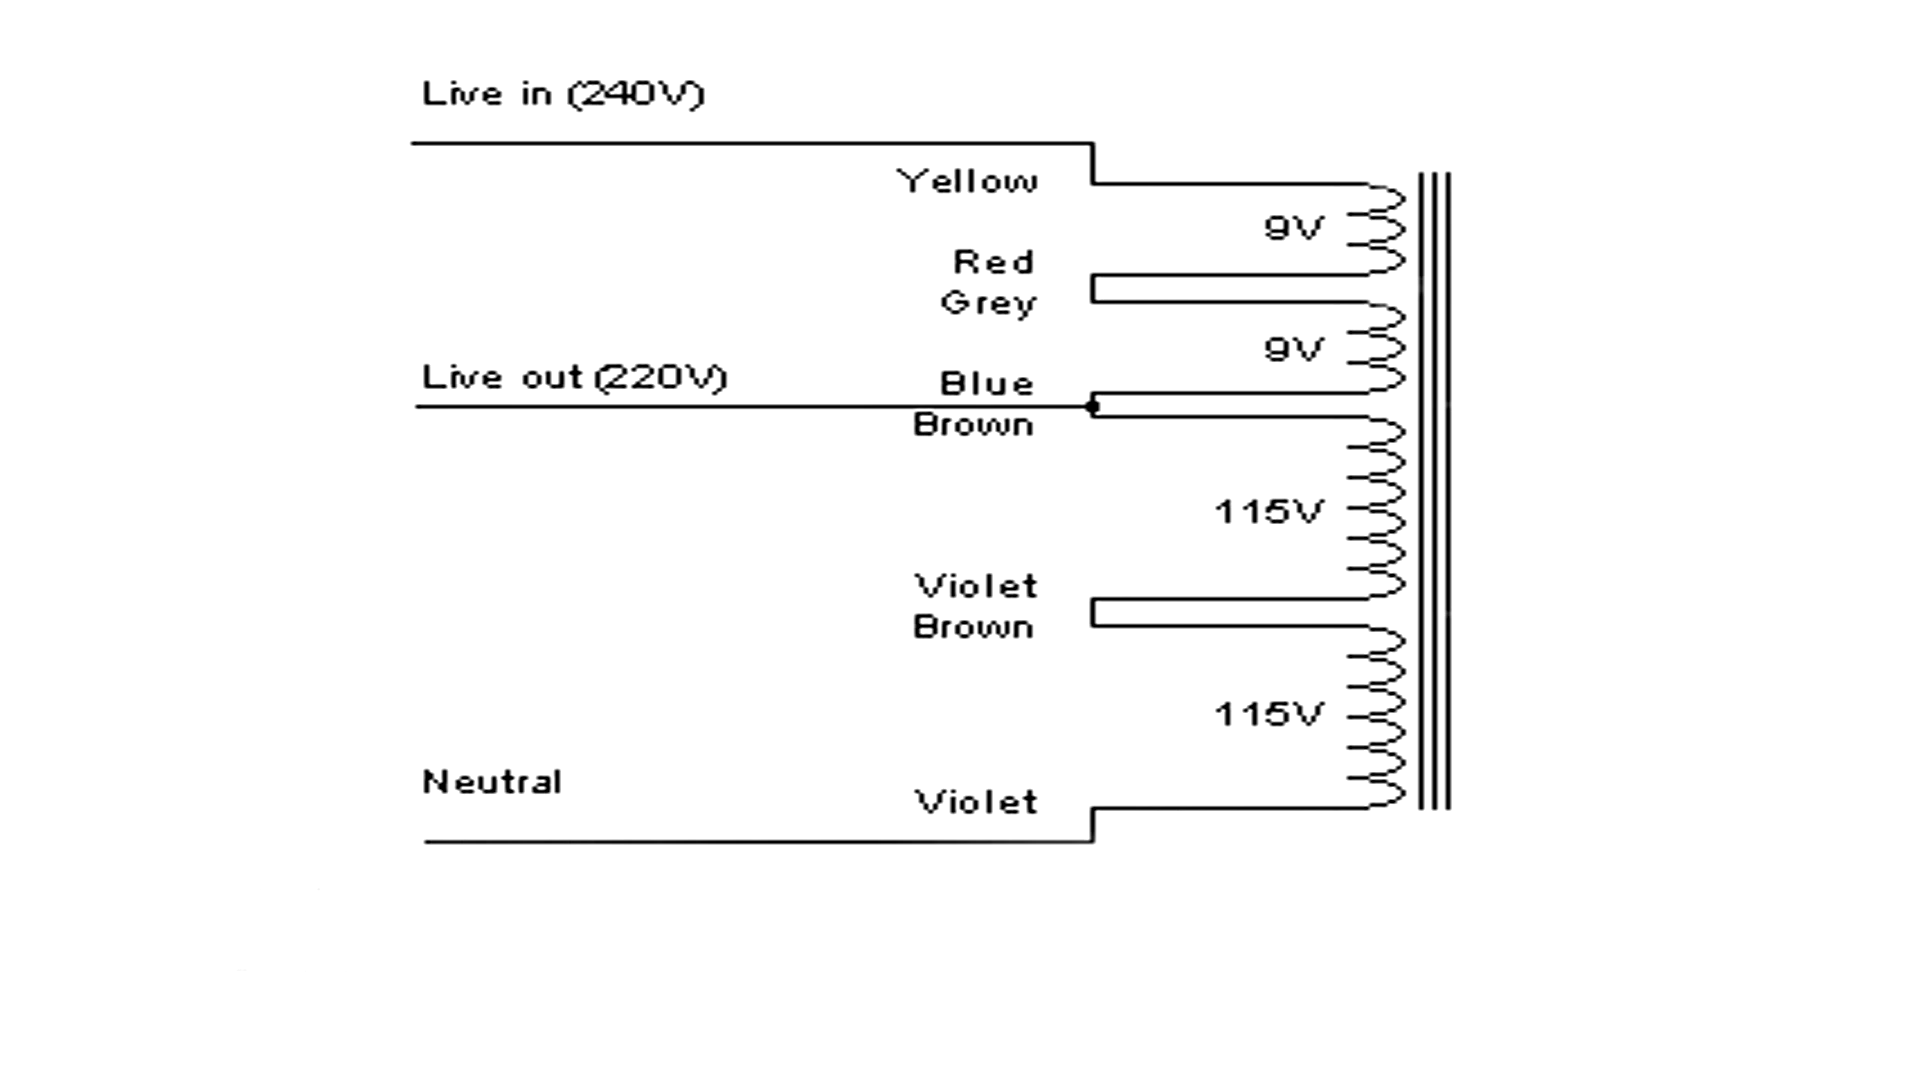 Live in (240V)
Yellow
9V
Red
Grey
9V
Live out (220V)
Blue
Brown
115V
Violet
Brown
115V
Neutral
Violet